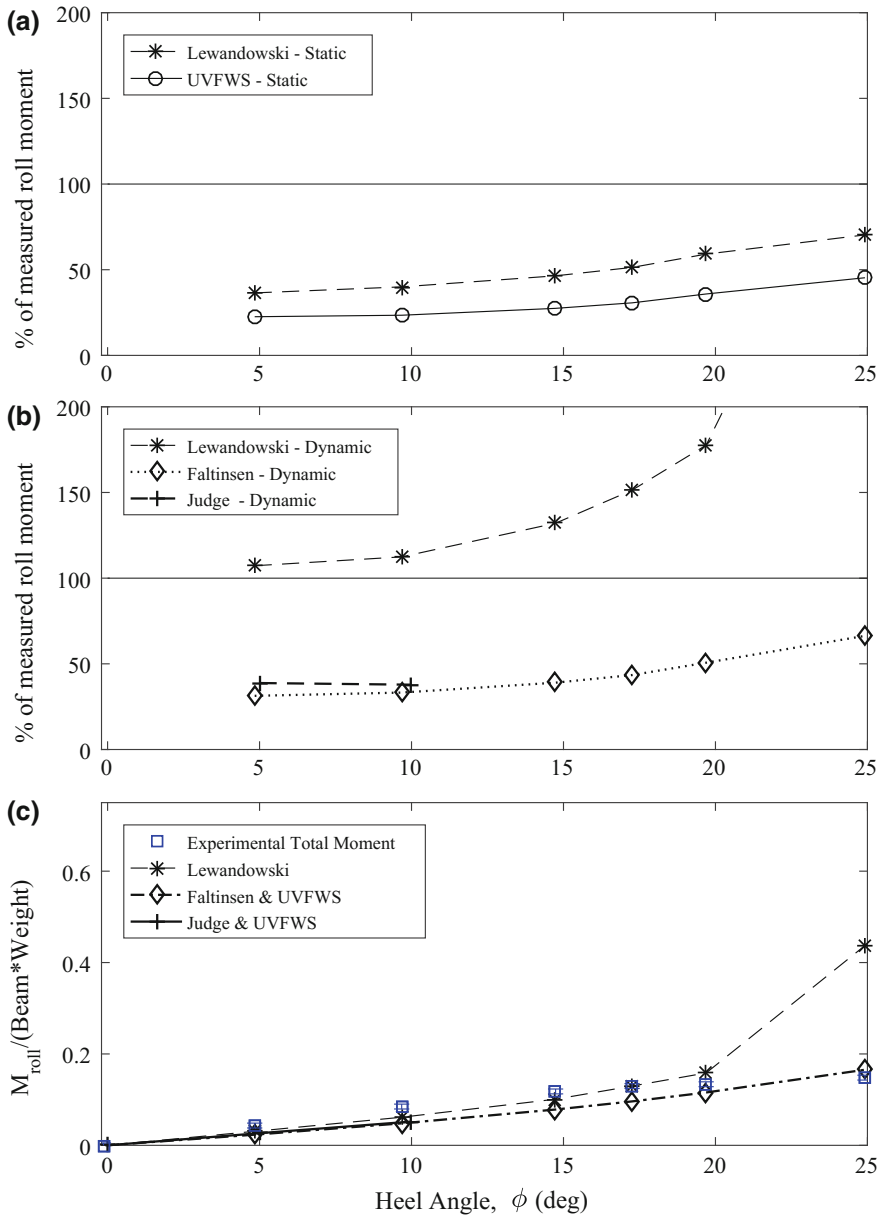 (a)
200
150
100
50
0
% of measured roll moment
Lewandowski - Static
UVFWS - Static
0 5 10 15 20 25
(b)
200
150
100
50
0
% of measured roll moment
Lewandowski - Dynamic
Faltinsen - Dynamic
Judge - Dynamic
0 5 10 15 20 25
(c)
0.6
0.4
0.2
0
M_roll/(Beam*Weight)
Experimental Total Moment
Lewandowski
Faltinsen & UVFWS
Judge & UVFWS
0 5 10 15 20 25
Heel Angle, ϕ (deg)